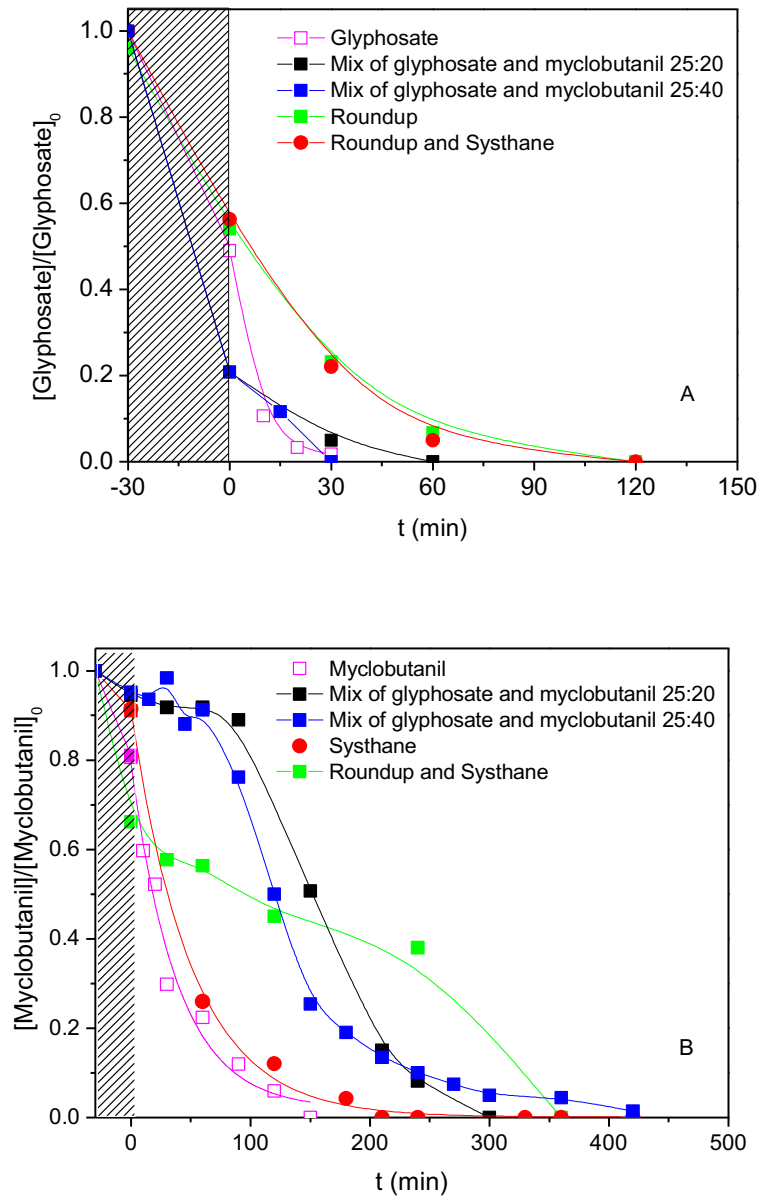 1.0
0.8
0.6
0.4
0.2
0.0
[Glyphosate]/[Glyphosate]0
Glyphosate
Mix of glyphosate and myclobutanil 25:20
Mix of glyphosate and myclobutanil 25:40
Roundup
Roundup and Systhane
A
-30 0 30 60 90 120 150
t (min)
1.0
0.8
0.6
0.4
0.2
0.0
[Myclobutanil]/[Myclobutanil]0
Myclobutanil
Mix of glyphosate and myclobutanil 25:20
Mix of glyphosate and myclobutanil 25:40
Systhane
Roundup and Systhane
B
0 100 200 300 400 500
t (min)